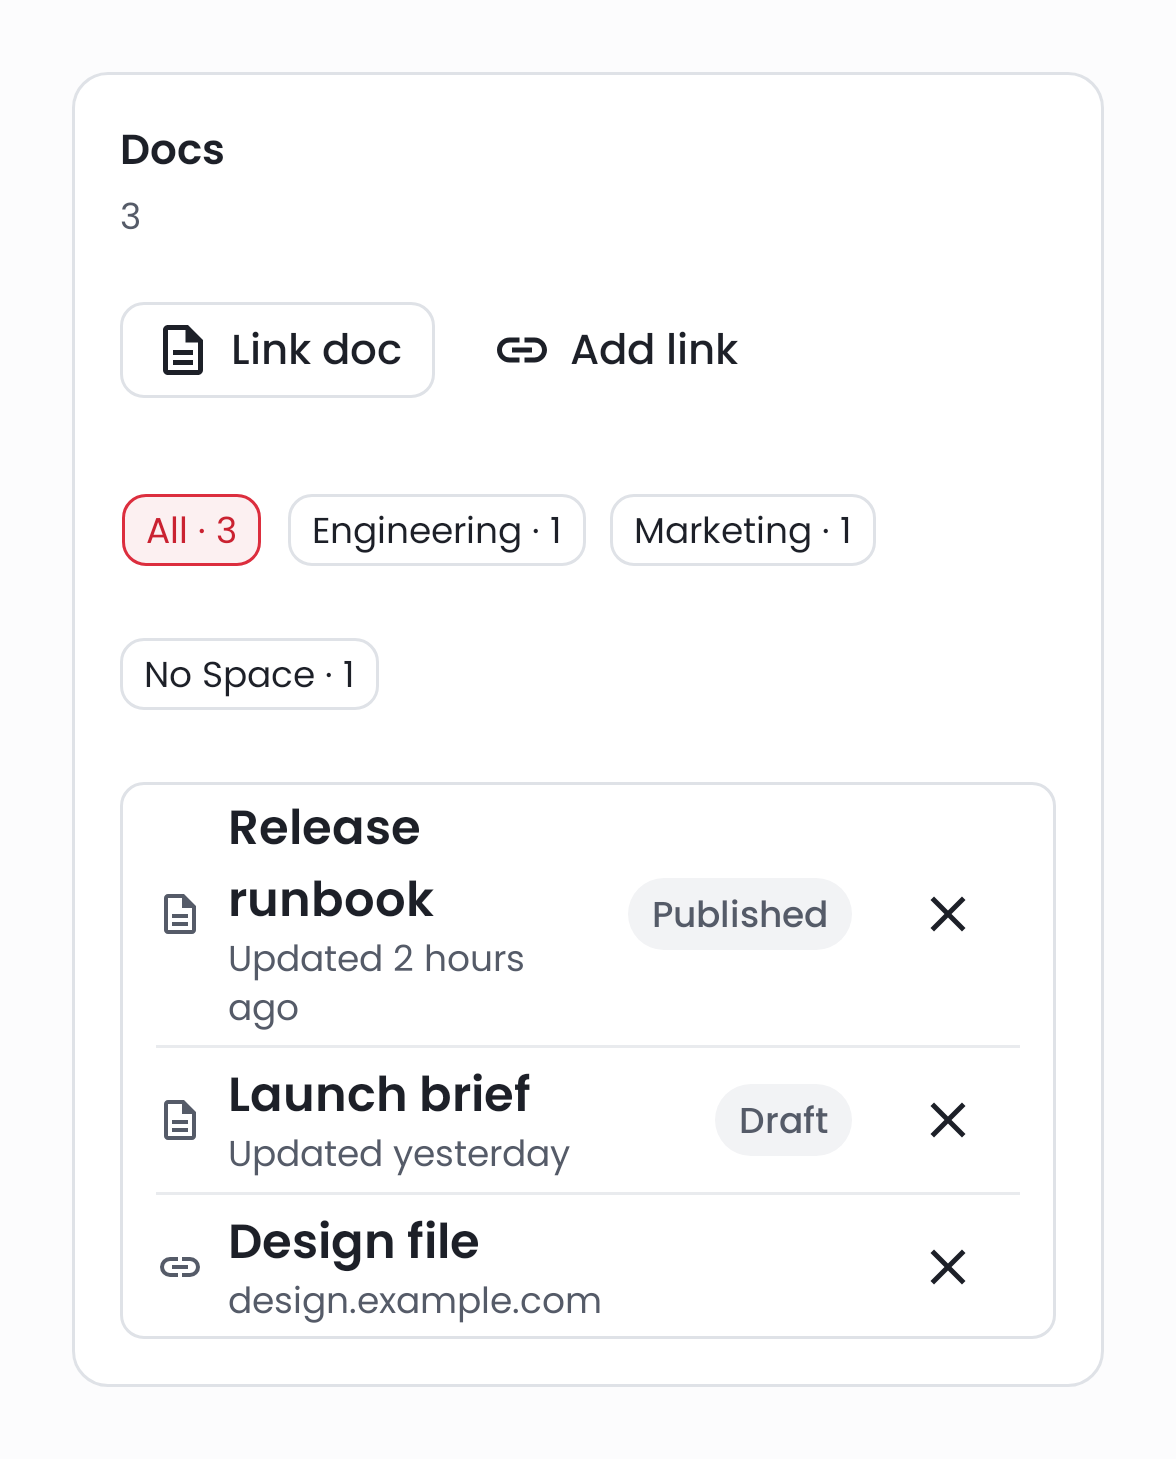 Docs
3
Link doc
Add link
All · 3
Engineering · 1
Marketing · 1
No Space · 1
Release
runbook
Updated 2 hours
ago
Published
Launch brief
Updated yesterday
Draft
Design file
design.example.com